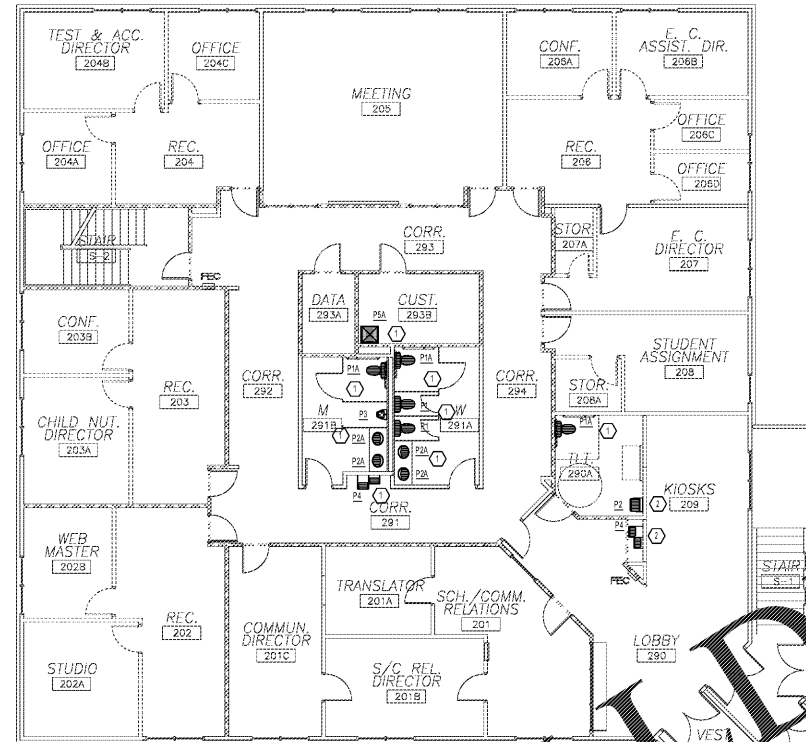 TEST & ACC.
DIRECTOR
204B
OFFICE
204C
MEETING
205
CONF.
206A
E. C.
ASSIST. DIR.
206B
OFFICE
204A
REC.
204
REC.
206
OFFICE
206C
OFFICE
206D
STAIR
S-2
FEC
CORR.
293
STOR.
207A
E. C.
DIRECTOR
207
DATA
293A
CUST.
293B
P5A
1
CONF.
203B
REC.
203
CORR.
292
CORR.
294
STUDENT
ASSIGNMENT
208
STOR.
208A
P1A
1
P1A
1
CHILD NUT.
DIRECTOR
203A
M
291B
P3
P1
1
W
291A
P1
1
P2A
P2A
P2A
P2A
1
P4
1
CORR.
291
P1A
1
TLT.
290A
P2
2
P4
2
FEC
KIOSKS
209
WEB
MASTER
202B
REC.
202
STUDIO
202A
COMMUN.
DIRECTOR
201C
TRANSLATOR
201A
SCH./COMM.
RELATIONS
201
S/C REL.
DIRECTOR
201B
LOBBY
290
STAIR
S-1
VEST